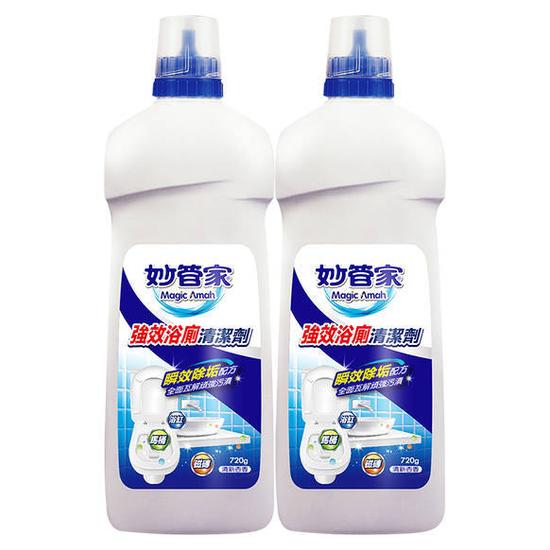 妙管家
Magic Amah
強效浴廁清潔劑
瞬效除垢配方
全面瓦解頑強污漬
浴缸
馬桶
磁磚
720g
清新杏香
妙管家
Magic Amah
強效浴廁清潔劑
瞬效除垢配方
全面瓦解頑強污漬
浴缸
馬桶
磁磚
720g
清新杏香